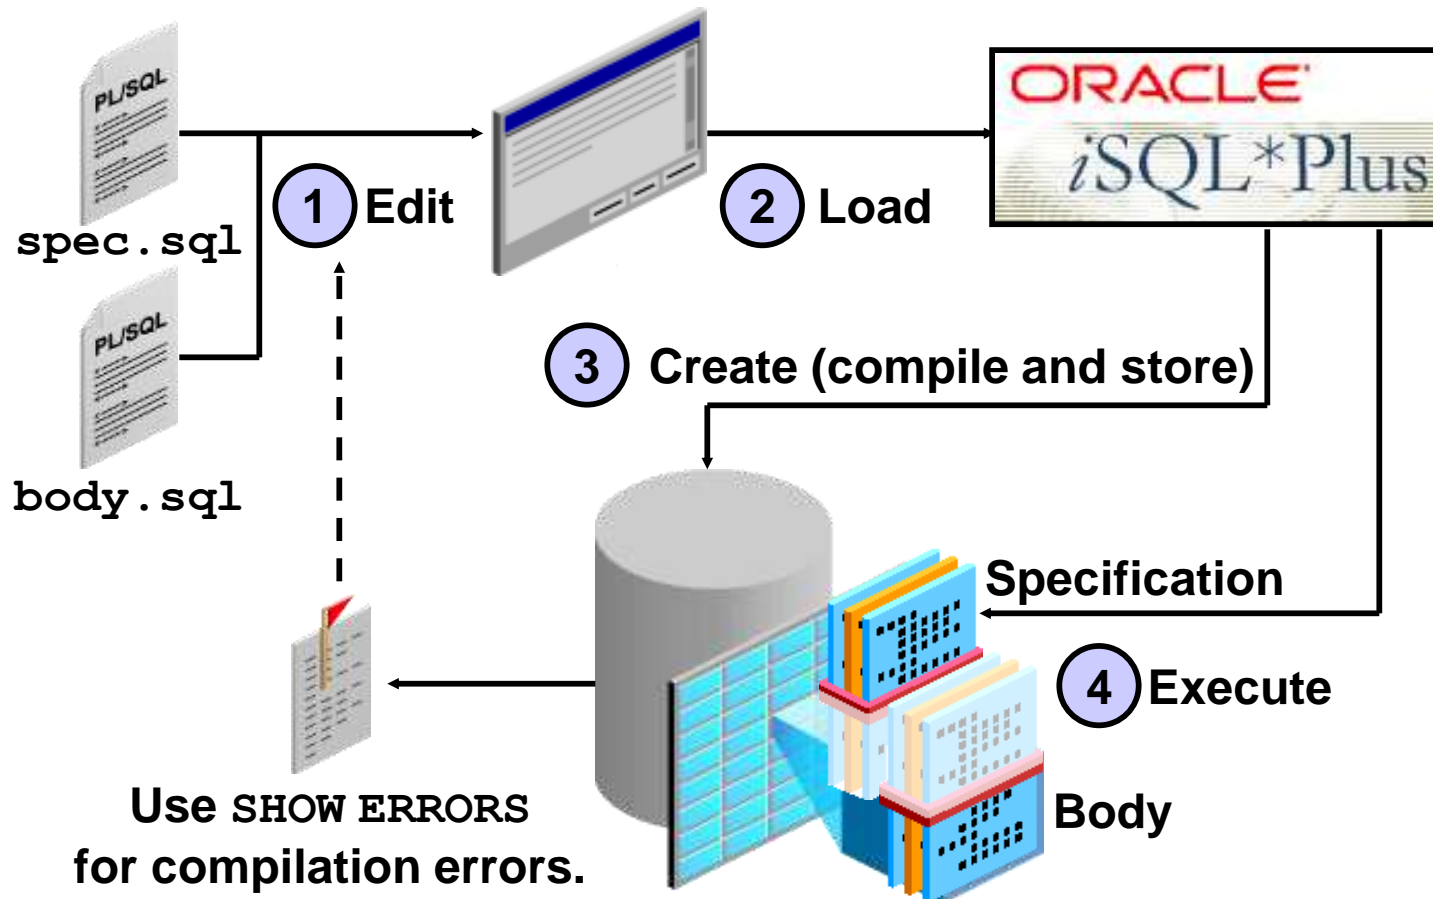 PL/SQL
spec.sql
PL/SQL
body.sql
1 Edit
2 Load
ORACLE
iSQL*Plus
3 Create (compile and store)
Specification
4 Execute
Body
Use SHOW ERRORS
for compilation errors.